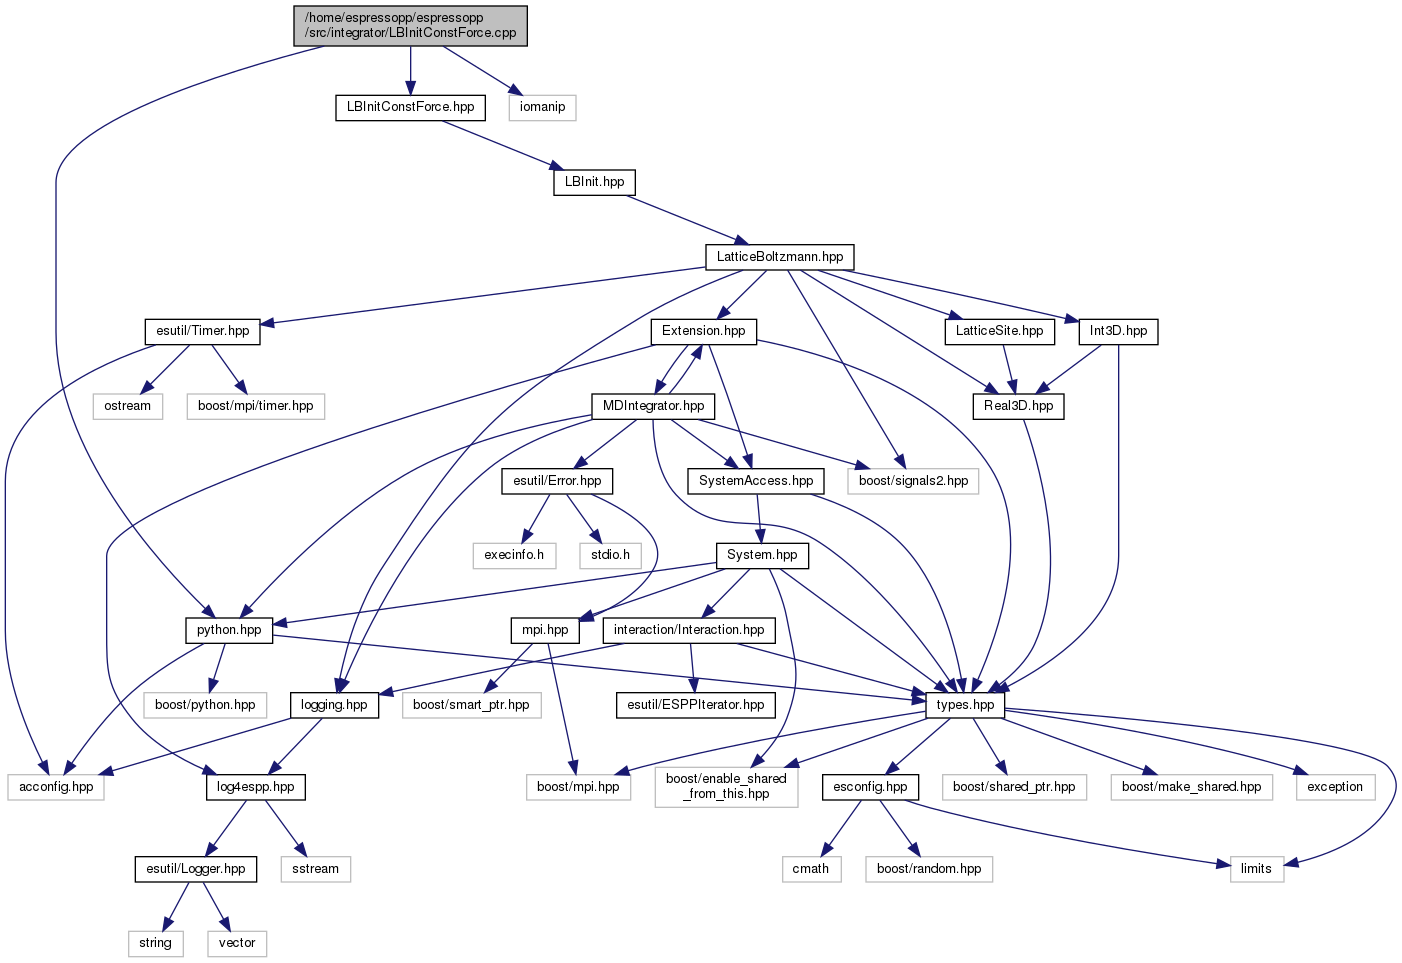 /home/espressopp/espressopp
/src/integrator/LBInitConstForce.cpp
LBInitConstForce.hpp
iomanip
LBInit.hpp
LatticeBoltzmann.hpp
esutil/Timer.hpp
Extension.hpp
LatticeSite.hpp
Int3D.hpp
ostream
boost/mpi/timer.hpp
MDIntegrator.hpp
Real3D.hpp
esutil/Error.hpp
SystemAccess.hpp
boost/signals2.hpp
execinfo.h
stdio.h
System.hpp
python.hpp
mpi.hpp
interaction/Interaction.hpp
boost/python.hpp
logging.hpp
boost/smart_ptr.hpp
esutil/ESPPIterator.hpp
types.hpp
acconfig.hpp
log4espp.hpp
boost/mpi.hpp
boost/enable_shared
_from_this.hpp
esconfig.hpp
boost/shared_ptr.hpp
boost/make_shared.hpp
exception
esutil/Logger.hpp
sstream
cmath
boost/random.hpp
limits
string
vector